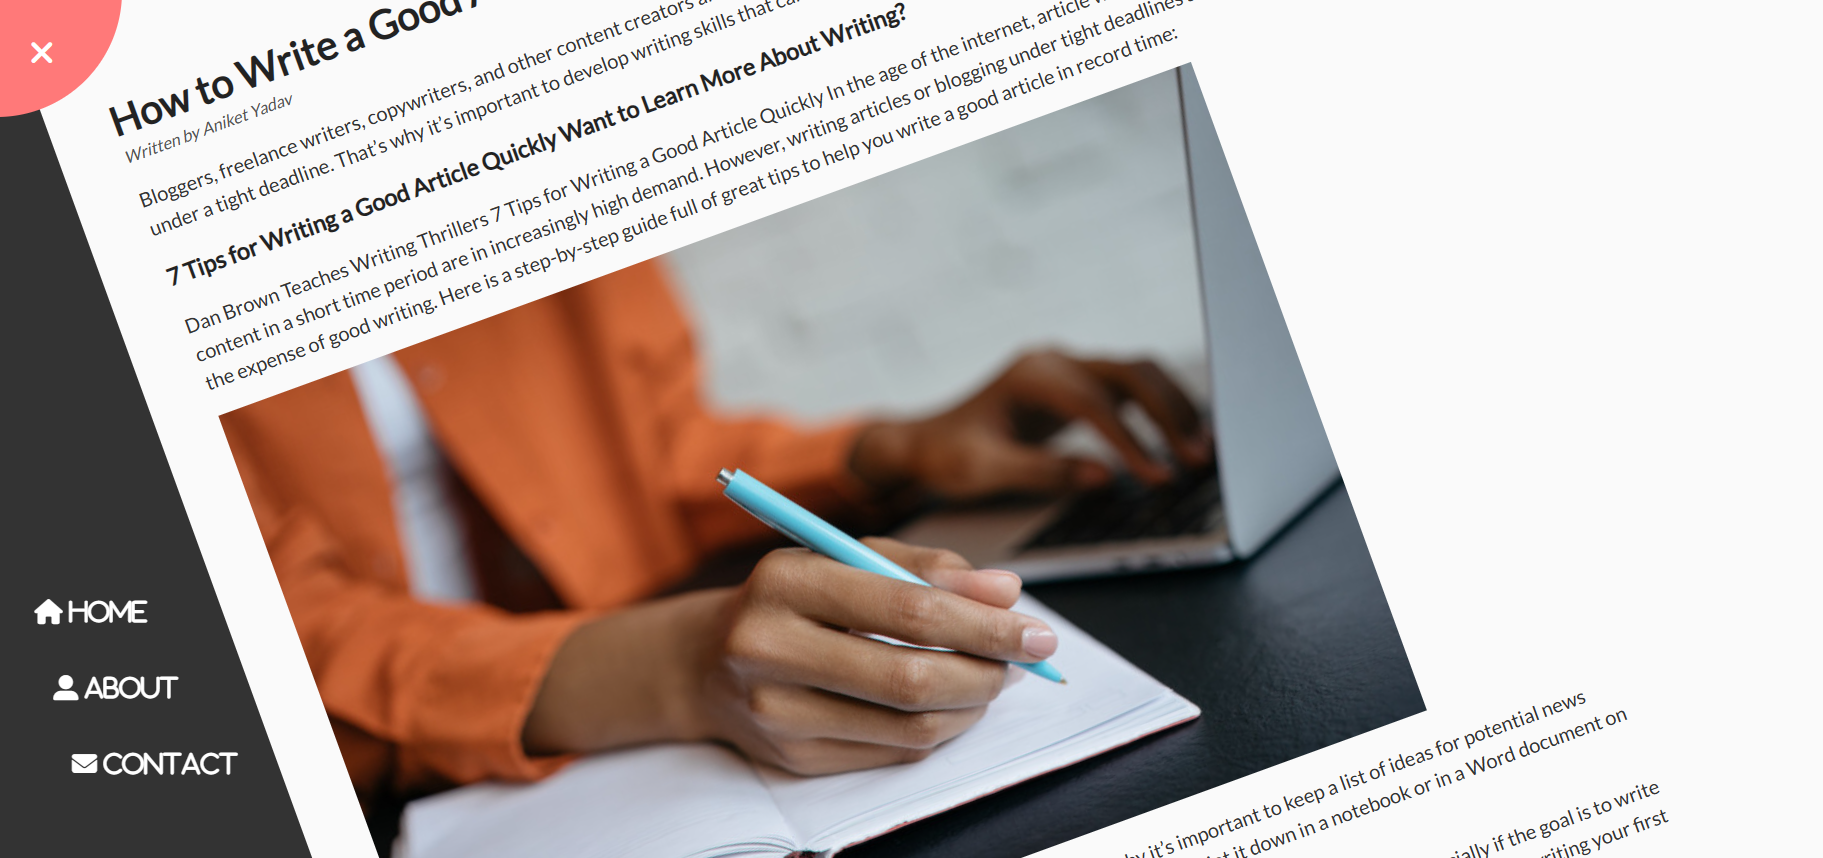 How to Write a Good
Written by Aniket Yadav
Bloggers, freelance writers, copywriters, and other content creators
under a tight deadline. That's why it's important to develop writing skills that
7 Tips for Writing a Good Article Quickly Want to Learn More About Writing?
Dan Brown Teaches Writing Thrillers 7 Tips for Writing a Good Article Quickly In the age of the internet, article
content in a short time period are in increasingly high demand. However, writing articles or blogging under tight deadlines
the expense of good writing. Here is a step-by-step guide full of great tips to help you write a good article in record time:
HOME
ABOUT
CONTACT
it's important to keep a list of ideas for potential news
it down in a notebook or in a Word document on
if the goal is to write
your first